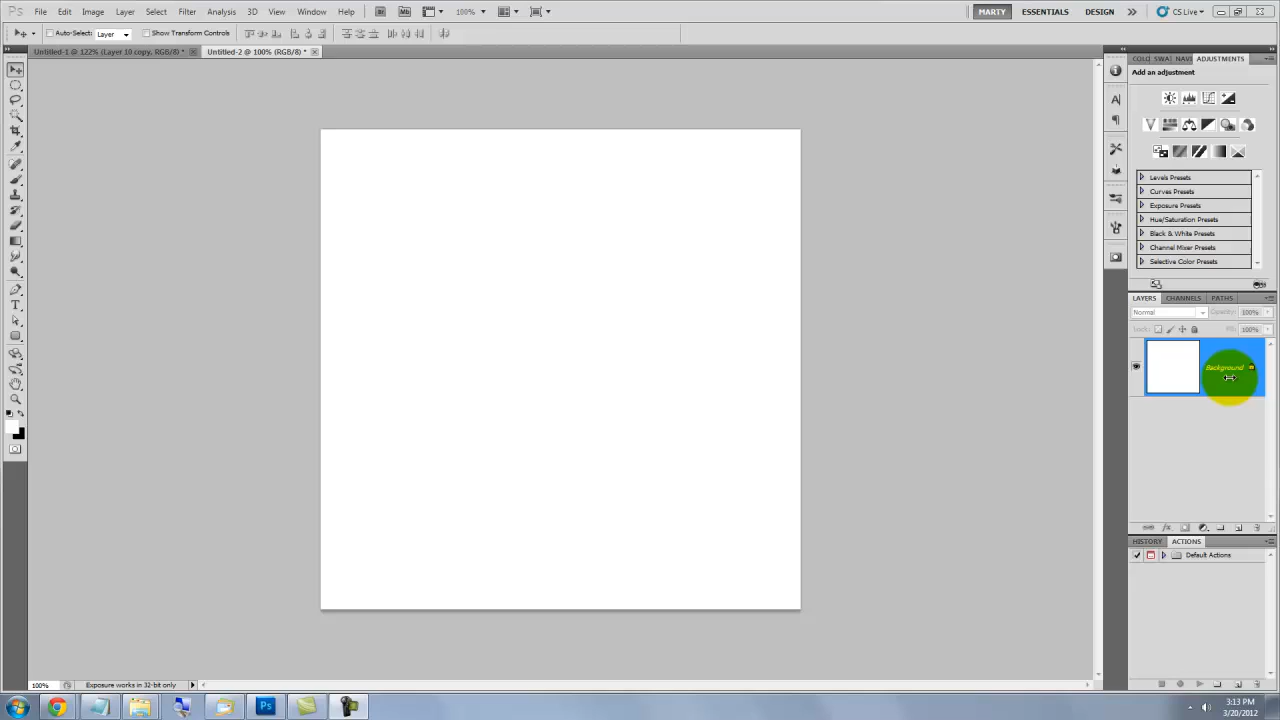 Ps File Edit Image Layer Select Filter Analysis 3D View Window Help Mb 100% MARTY ESSENTIALS DESIGN CS Live
Auto-Select: Layer Show Transform Controls
Untitled-1 @ 122% (Layer 10 copy, RGB/8) * Untitled-2 @ 100% (RGB/8) *
ADJUSTMENTS
Add an adjustment
Levels Presets
Curves Presets
Exposure Presets
Hue/Saturation Presets
Black & White Presets
Channel Mixer Presets
Selective Color Presets
LAYERS CHANNELS PATHS
Normal Opacity: 100%
Locks: Fill: 100%
Background
HISTORY ACTIONS
Default Actions
100% Exposure works in 32-bit only
Ps
3:13 PM
3/20/2012